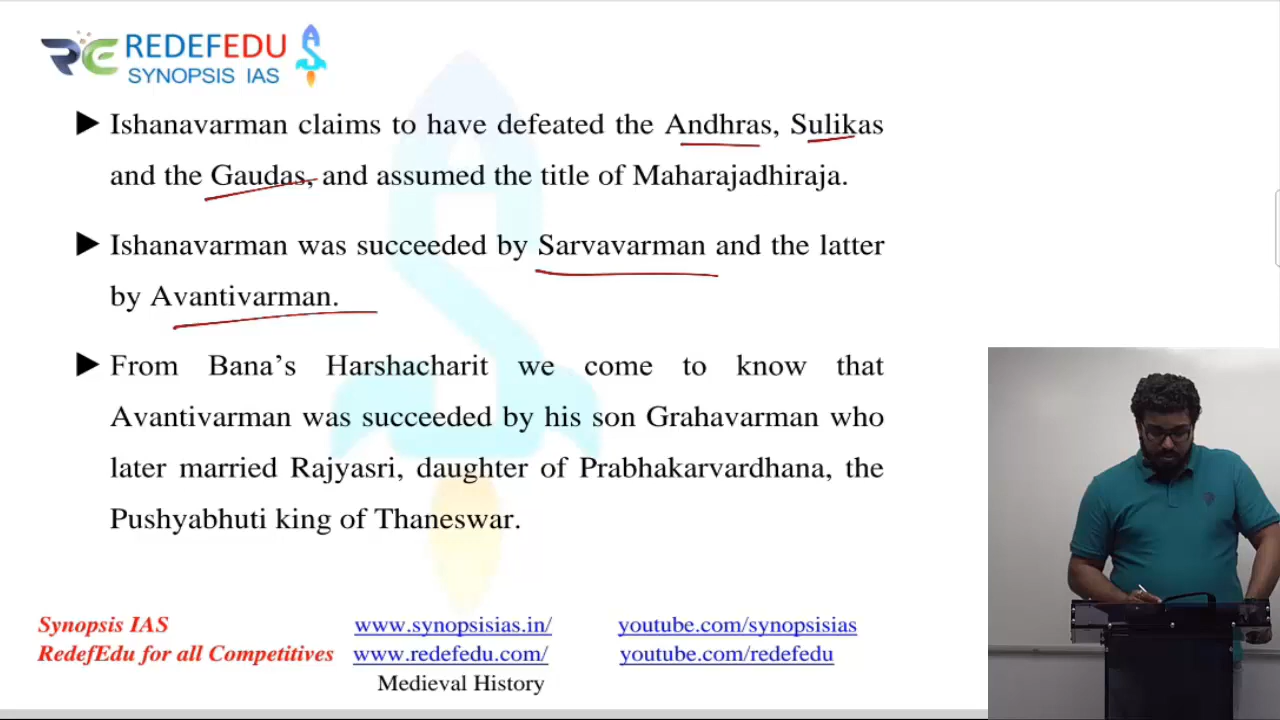 REDEFEDU
SYNOPSIS IAS
Ishanavarman claims to have defeated the Andhras, Sulikas
and the Gaudas, and assumed the title of Maharajadhiraja.
Ishanavarman was succeeded by Sarvavarman and the latter
by Avantivarman.
From Bana’s Harshacharit we come to know that
Avantivarman was succeeded by his son Grahavarman who
later married Rajyasri, daughter of Prabhakarvardhana, the
Pushyabhuti king of Thaneswar.
Synopsis IAS www.synopsisias.in/ youtube.com/synopsisias
RedefEdu for all Competitives www.redefedu.com/ youtube.com/redefedu
Medieval History